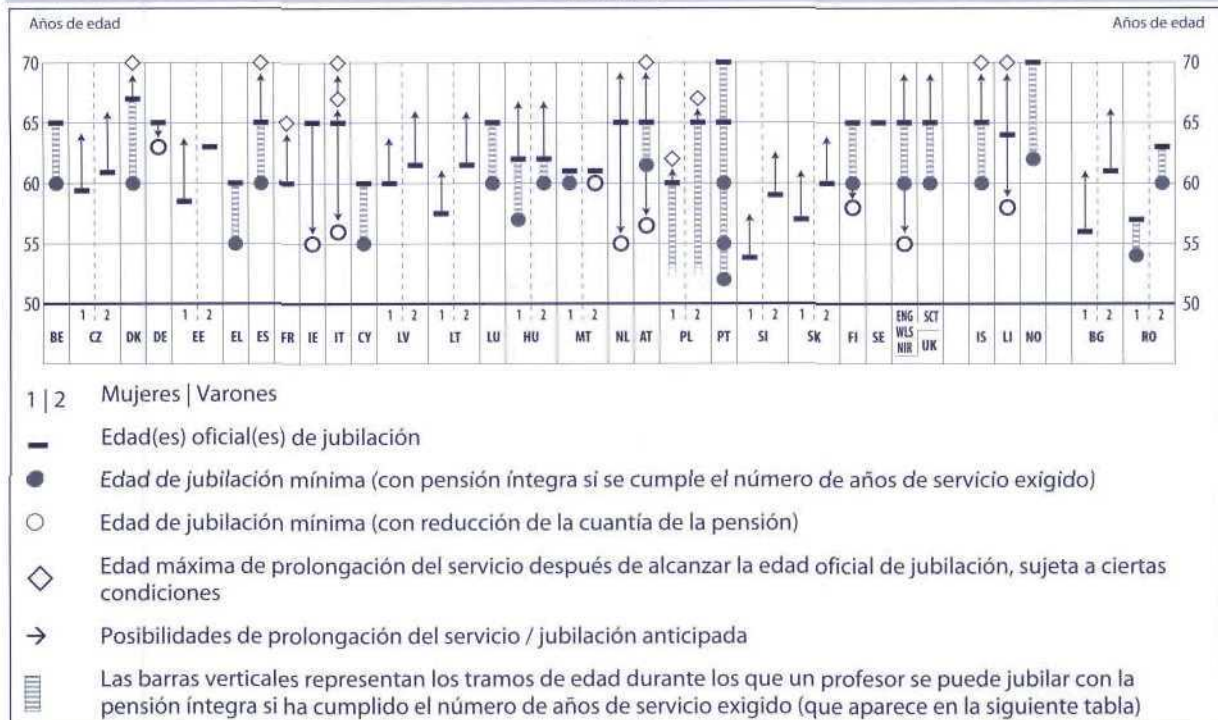 Años de edad Años de edad
70 70
65 65
60 60
55 55
50 50
1 2 1 2 1 2 1 2 1 2 1 2 1 2 1 2 1 2 ENG SCT 1 2 1 2
BE CZ DK DE EE EL ES FR IE IT CY LV LT LU HU MT NL AT PL PT SI SK FI SE WLS UK IS LI NO BG RO
NIR
1 | 2 Mujeres | Varones
Edad(es) oficial(es) de jubilación
Edad de jubilación mínima (con pensión íntegra si se cumple el número de años de servicio exigido)
Edad de jubilación mínima (con reducción de la cuantía de la pensión)
Edad máxima de prolongación del servicio después de alcanzar la edad oficial de jubilación, sujeta a ciertas
condiciones
Posibilidades de prolongación del servicio / jubilación anticipada
Las barras verticales representan los tramos de edad durante los que un profesor se puede jubilar con la
pensión íntegra si ha cumplido el número de años de servicio exigido (que aparece en la siguiente tabla)